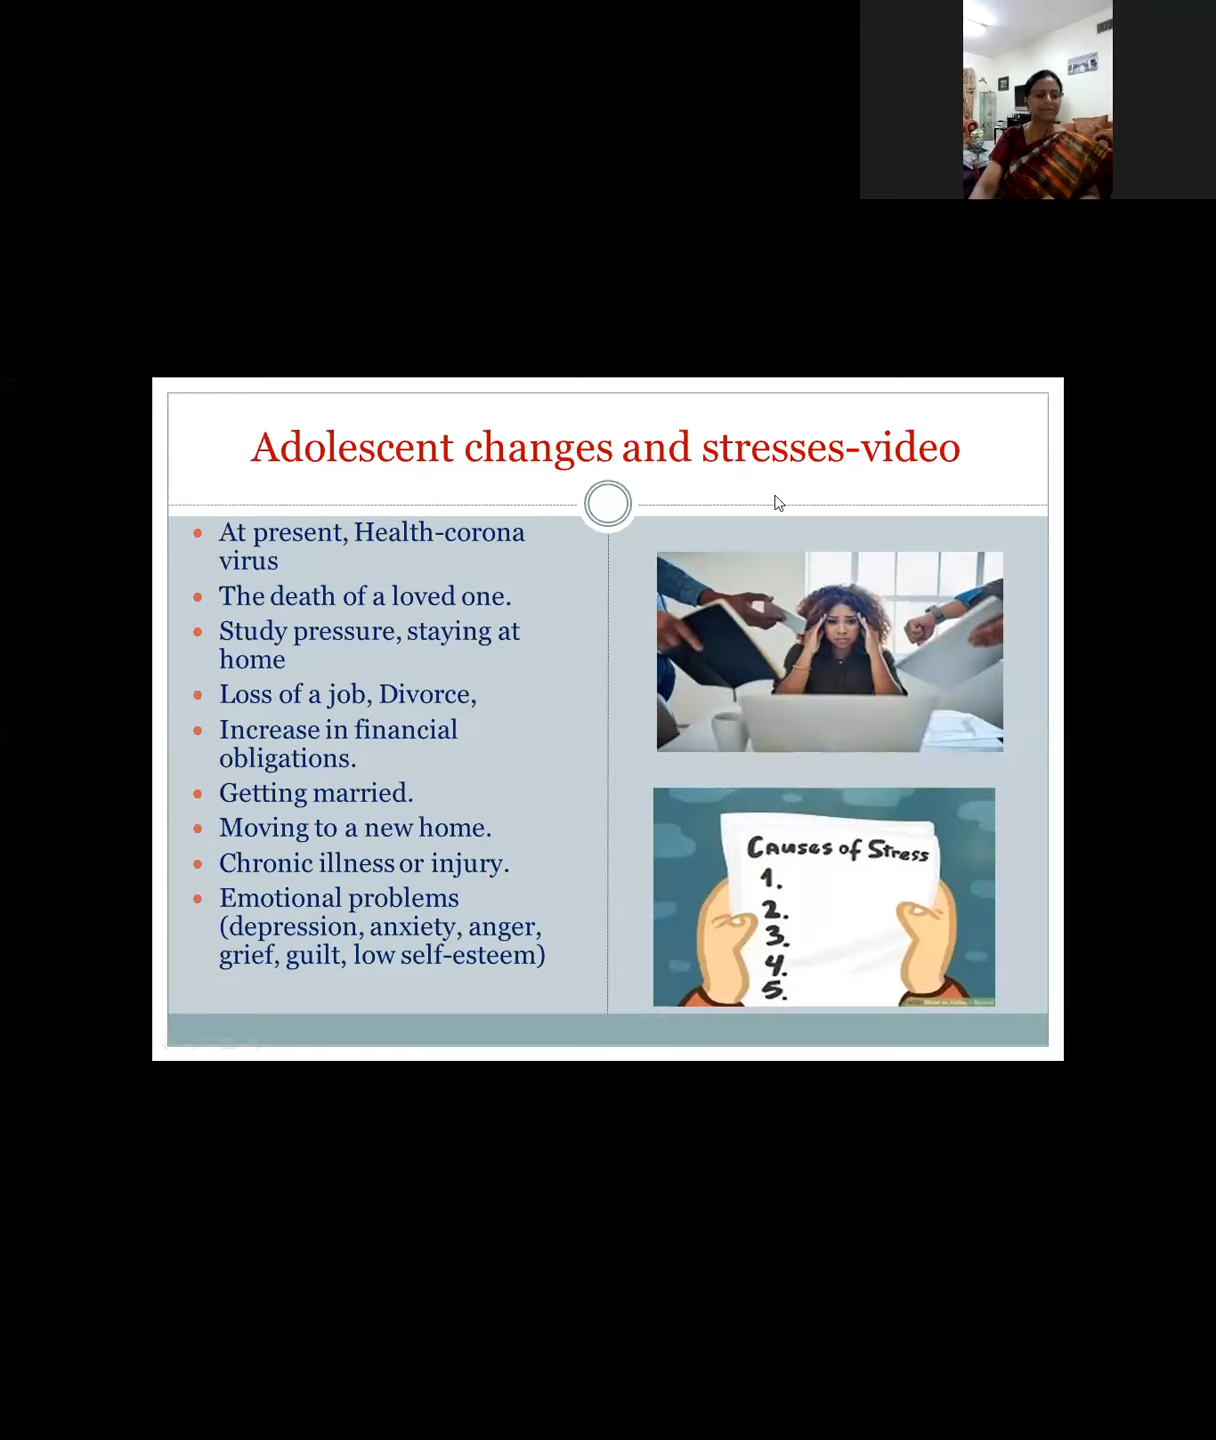 Adolescent changes and stresses-video
• At present, Health-corona
virus
• The death of a loved one.
• Study pressure, staying at
home
• Loss of a job, Divorce,
• Increase in financial
obligations.
• Getting married.
• Moving to a new home.
• Chronic illness or injury.
• Emotional problems
(depression, anxiety, anger,
grief, guilt, low self-esteem)
Causes of Stress
1.
2.
3.
4.
5.